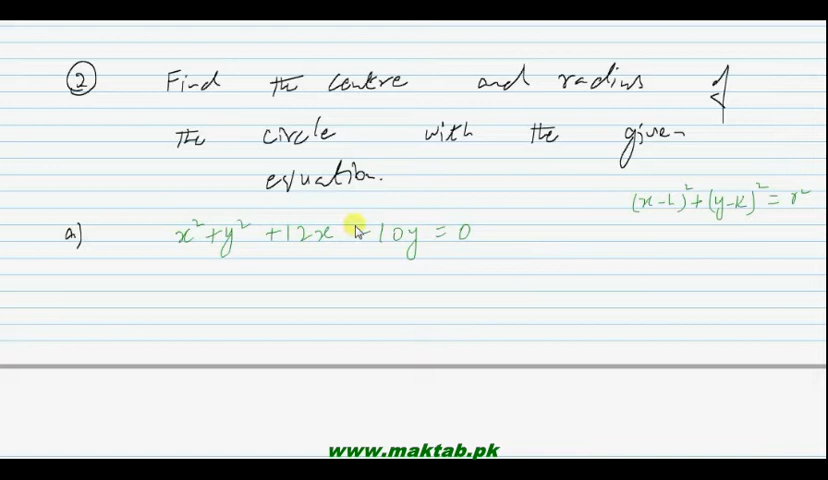 2 Find the centre and radius of
the circle with the given
equation.
(x-h)²+(y-k)²=r²
a) x²+y² +12x 10y = 0
www.maktab.pk